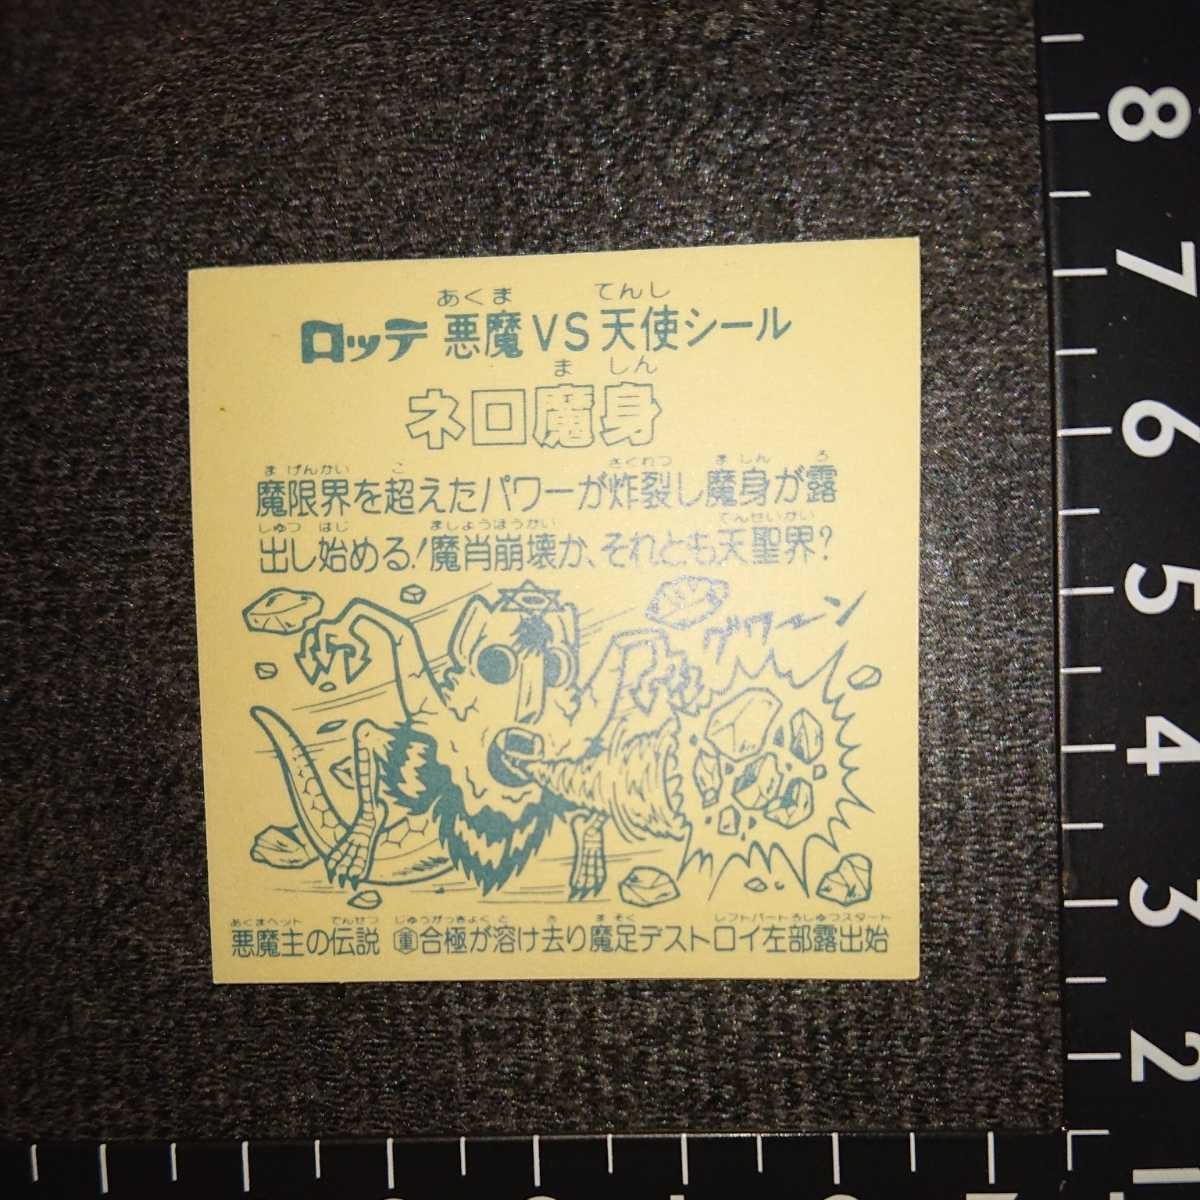 あくま てんし
ロッテ 悪魔VS天使シール
ま しん
ネロ魔身
ま げんかい こ さくれつ ましん ろ
魔限界を超えたパワーが炸裂し魔身が露
しゅつ はじ ましょうほうかい てんせいかい
出し始める!魔肖崩壊か、それとも天聖界?
グワーン
あくまヘッド でんせつ じゅうがっきょく と さ まそく レフトパートろしゅつスタート
悪魔主の伝説 重合極が溶け去り魔足デストロイ左部露出始
8
7
6
5
4
3
2
1